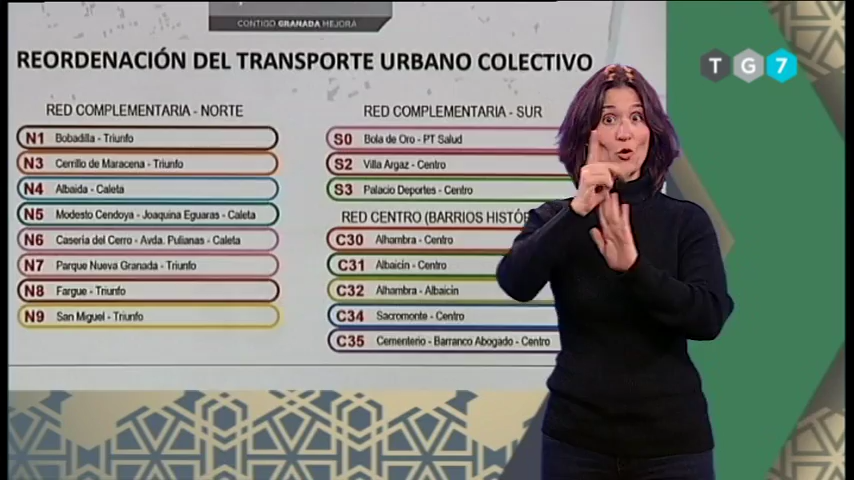 CONTIGO GRANADA MEJORA
TG7
REORDENACIÓN DEL TRANSPORTE URBANO COLECTIVO
RED COMPLEMENTARIA - NORTE
N1 Bobadilla - Triunfo
N3 Cerrillo de Maracena - Triunfo
N4 Albaida - Caleta
N5 Modesto Cendoya - Joaquina Eguaras - Caleta
N6 Caseria del Cerro - Avda. Pulianas - Caleta
N7 Parque Nueva Granada - Triunfo
N8 Fargue - Triunfo
N9 San Miguel - Triunfo
RED COMPLEMENTARIA - SUR
S0 Bola de Oro - PT Salud
S2 Villa Argaz - Centro
S3 Palacio Deportes - Centro
RED CENTRO (BARRIOS HISTÓR
C30 Alhambra - Centro
C31 Albaicín - Centro
C32 Alhambra - Albaicin
C34 Sacromonte - Centro
C35 Cementerio - Barranco Abogado - Centro